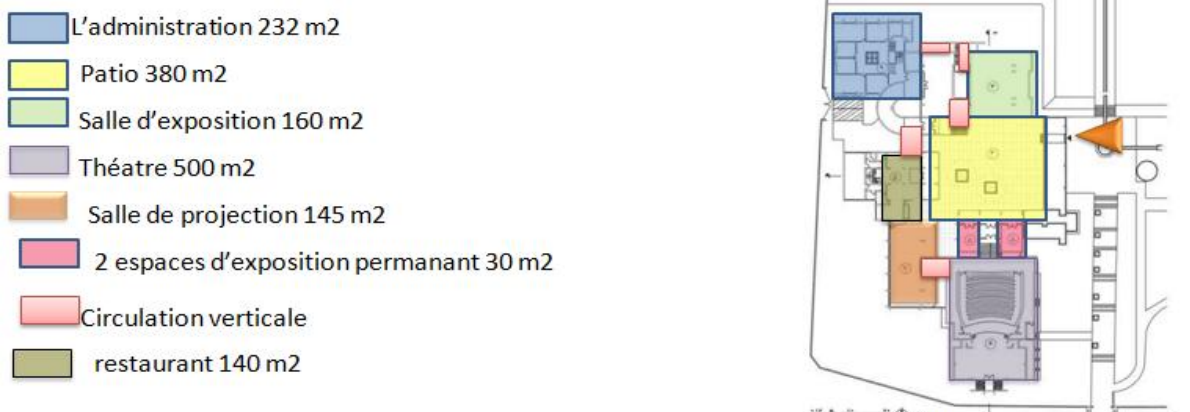 L'administration 232 m2
Patio 380 m2
Salle d'exposition 160 m2
Théatre 500 m2
Salle de projection 145 m2
2 espaces d'exposition permanant 30 m2
Circulation verticale
restaurant 140 m2